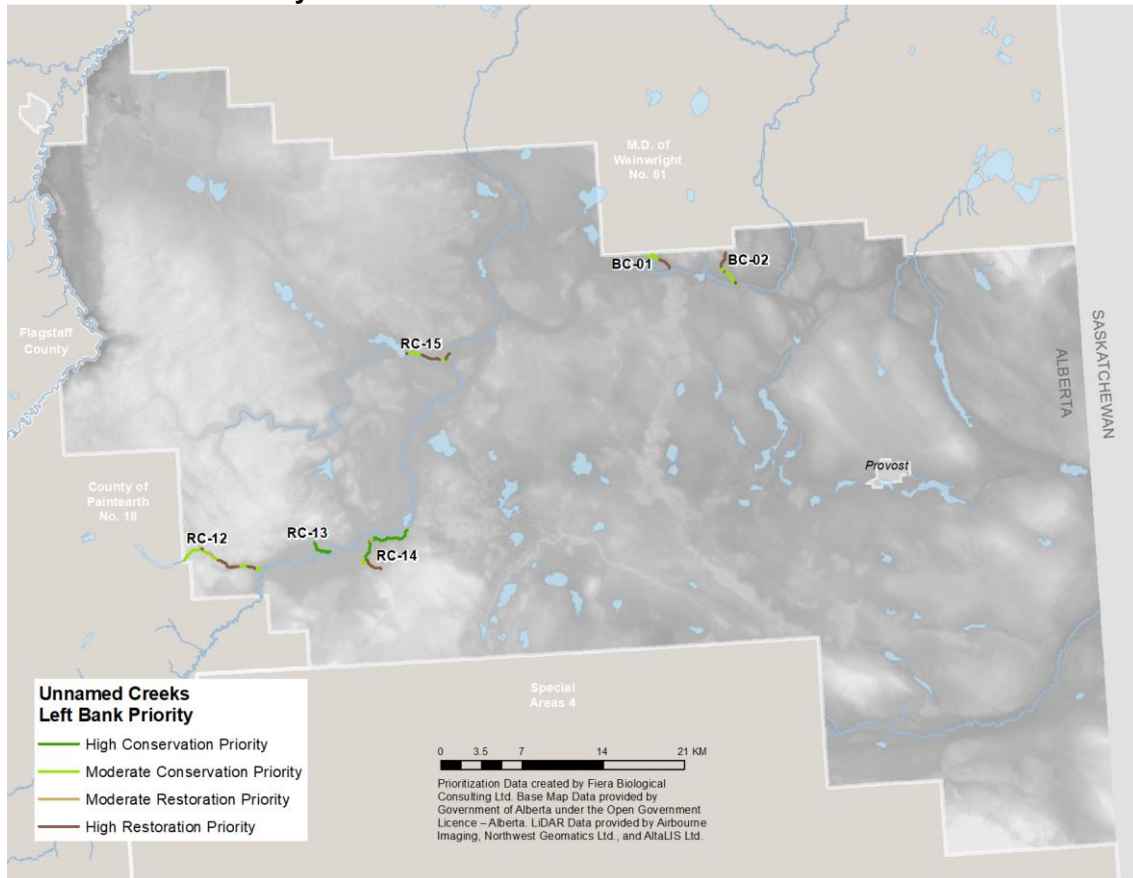 M.D. of
Wainwright
No. 61
BC-01
BC-02
Flagstaff
County
RC-15
SASKATCHEWAN
ALBERTA
Provost
County of
Paintearth
No. 18
RC-12
RC-13
RC-14
Special
Areas 4
Unnamed Creeks
Left Bank Priority
High Conservation Priority
Moderate Conservation Priority
Moderate Restoration Priority
High Restoration Priority
0 3.5 7 14 21 KM
Prioritization Data created by Fiera Biological
Consulting Ltd. Base Map Data provided by
Government of Alberta under the Open Government
Licence – Alberta. LiDAR Data provided by Airbourne
Imaging, Northwest Geomatics Ltd., and AltaLIS Ltd.